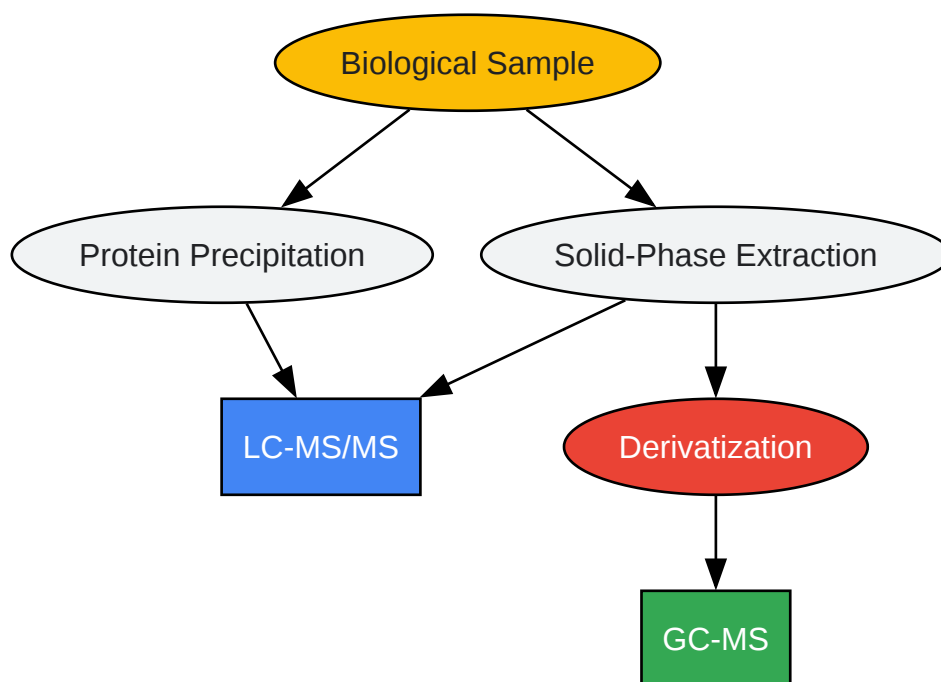 Biological Sample
Protein Precipitation
Solid-Phase Extraction
LC-MS/MS
Derivatization
GC-MS